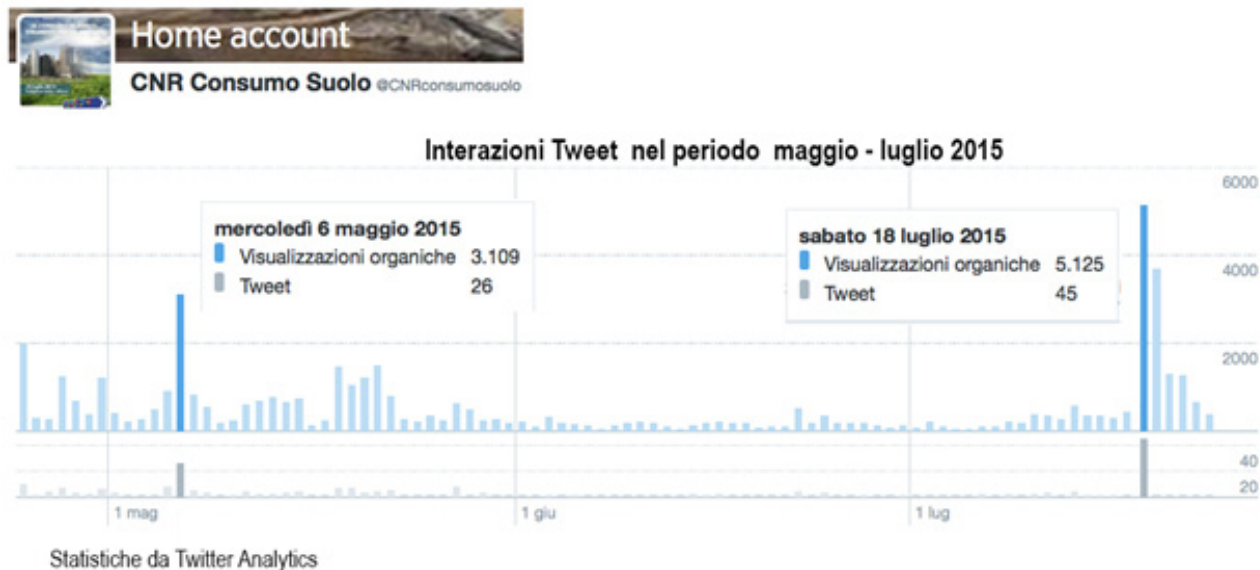 Home account
CNR Consumo Suolo @CNRconsumosuolo
Interazioni Tweet nel periodo maggio - luglio 2015
6000
mercoledì 6 maggio 2015
Visualizzazioni organiche 3.109
Tweet 26
sabato 18 luglio 2015
Visualizzazioni organiche 5.125
Tweet 45
4000
2000
40
20
1 mag
1 giu
1 lug
Statistiche da Twitter Analytics